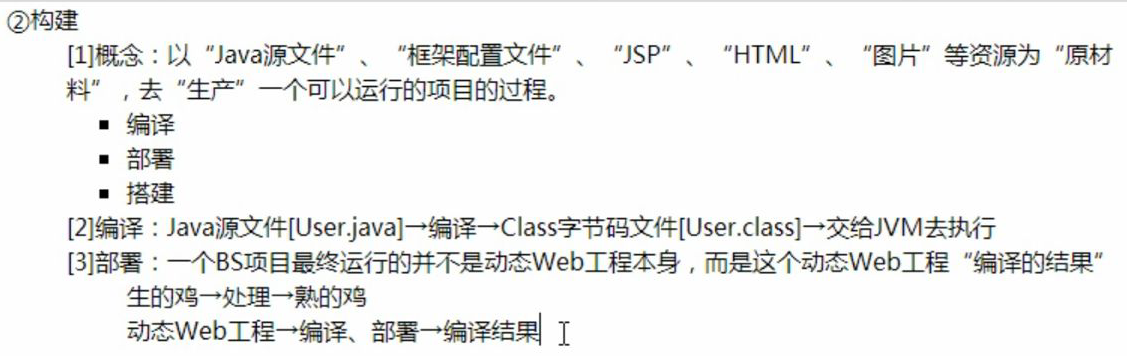 ②构建
[1]概念：以“Java源文件”、“框架配置文件”、“JSP”、“HTML”、“图片”等资源为“原材
料”，去“生产”一个可以运行的项目的过程。
▪ 编译
▪ 部署
▪ 搭建
[2]编译：Java源文件[User.java]→编译→Class字节码文件[User.class]→交给JVM去执行
[3]部署：一个BS项目最终运行的并不是动态Web工程本身，而是这个动态Web工程“编译的结果”
生的鸡→处理→熟的鸡
动态Web工程→编译、部署→编译结果